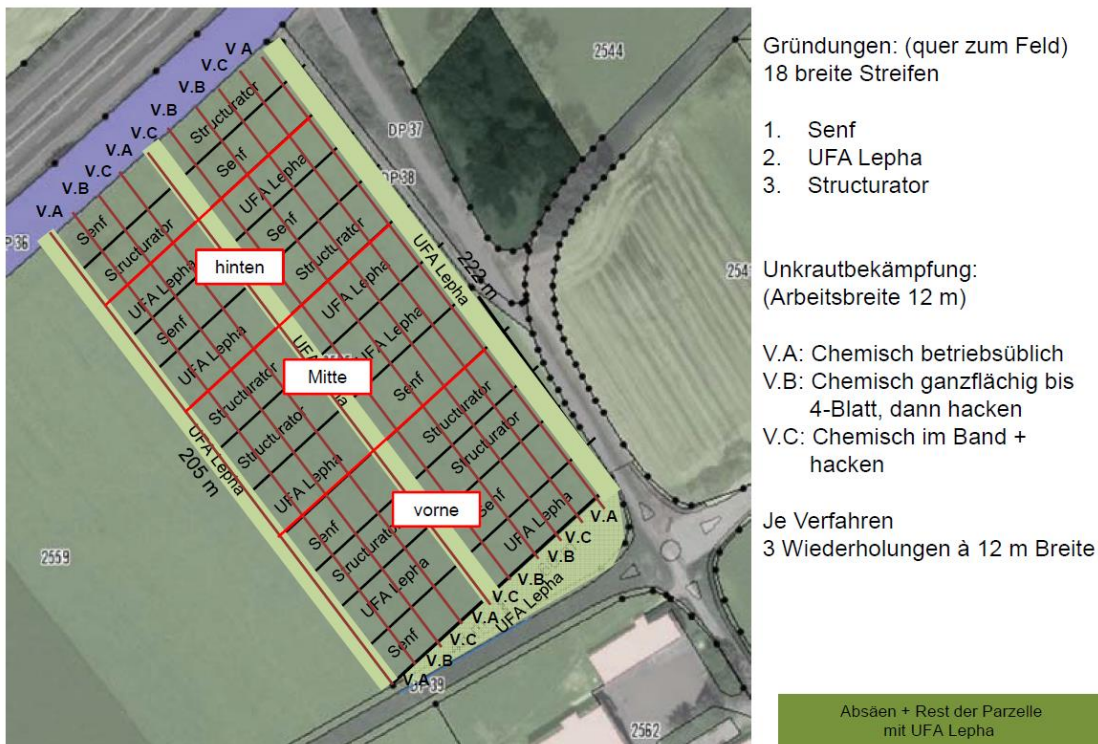 V.A
V.C
V.B
V.B
V.C
V.A
V.C
V.B
V.A
2544
DP 37
DP 38
P 36
Structurator
Senf
UFA Lepha
Senf
Structurator
UFA Lepha
UFA Lepha
Senf
Structurator
Structurator
Senf
UFA Lepha
Senf
Structurator
UFA Lepha
Senf
UFA Lepha
Structurator
Structurator
UFA Lepha
Senf
Structurator
UFA Lepha
Senf
hinten
Mitte
vorne
UFA Lepha
222 m
UFA Lepha
205 m
UFA Lepha
V.A
V.C
V.B
V.B
V.C
V.A
V.C
V.B
V.A
2559
DP 39
2562
Gründungen: (quer zum Feld)
18 breite Streifen
1. Senf
2. UFA Lepha
3. Structurator
Unkrautbekämpfung:
(Arbeitsbreite 12 m)
V.A: Chemisch betriebsüblich
V.B: Chemisch ganzflächig bis
4-Blatt, dann hacken
V.C: Chemisch im Band +
hacken
Je Verfahren
3 Wiederholungen à 12 m Breite
Absäen + Rest der Parzelle
mit UFA Lepha